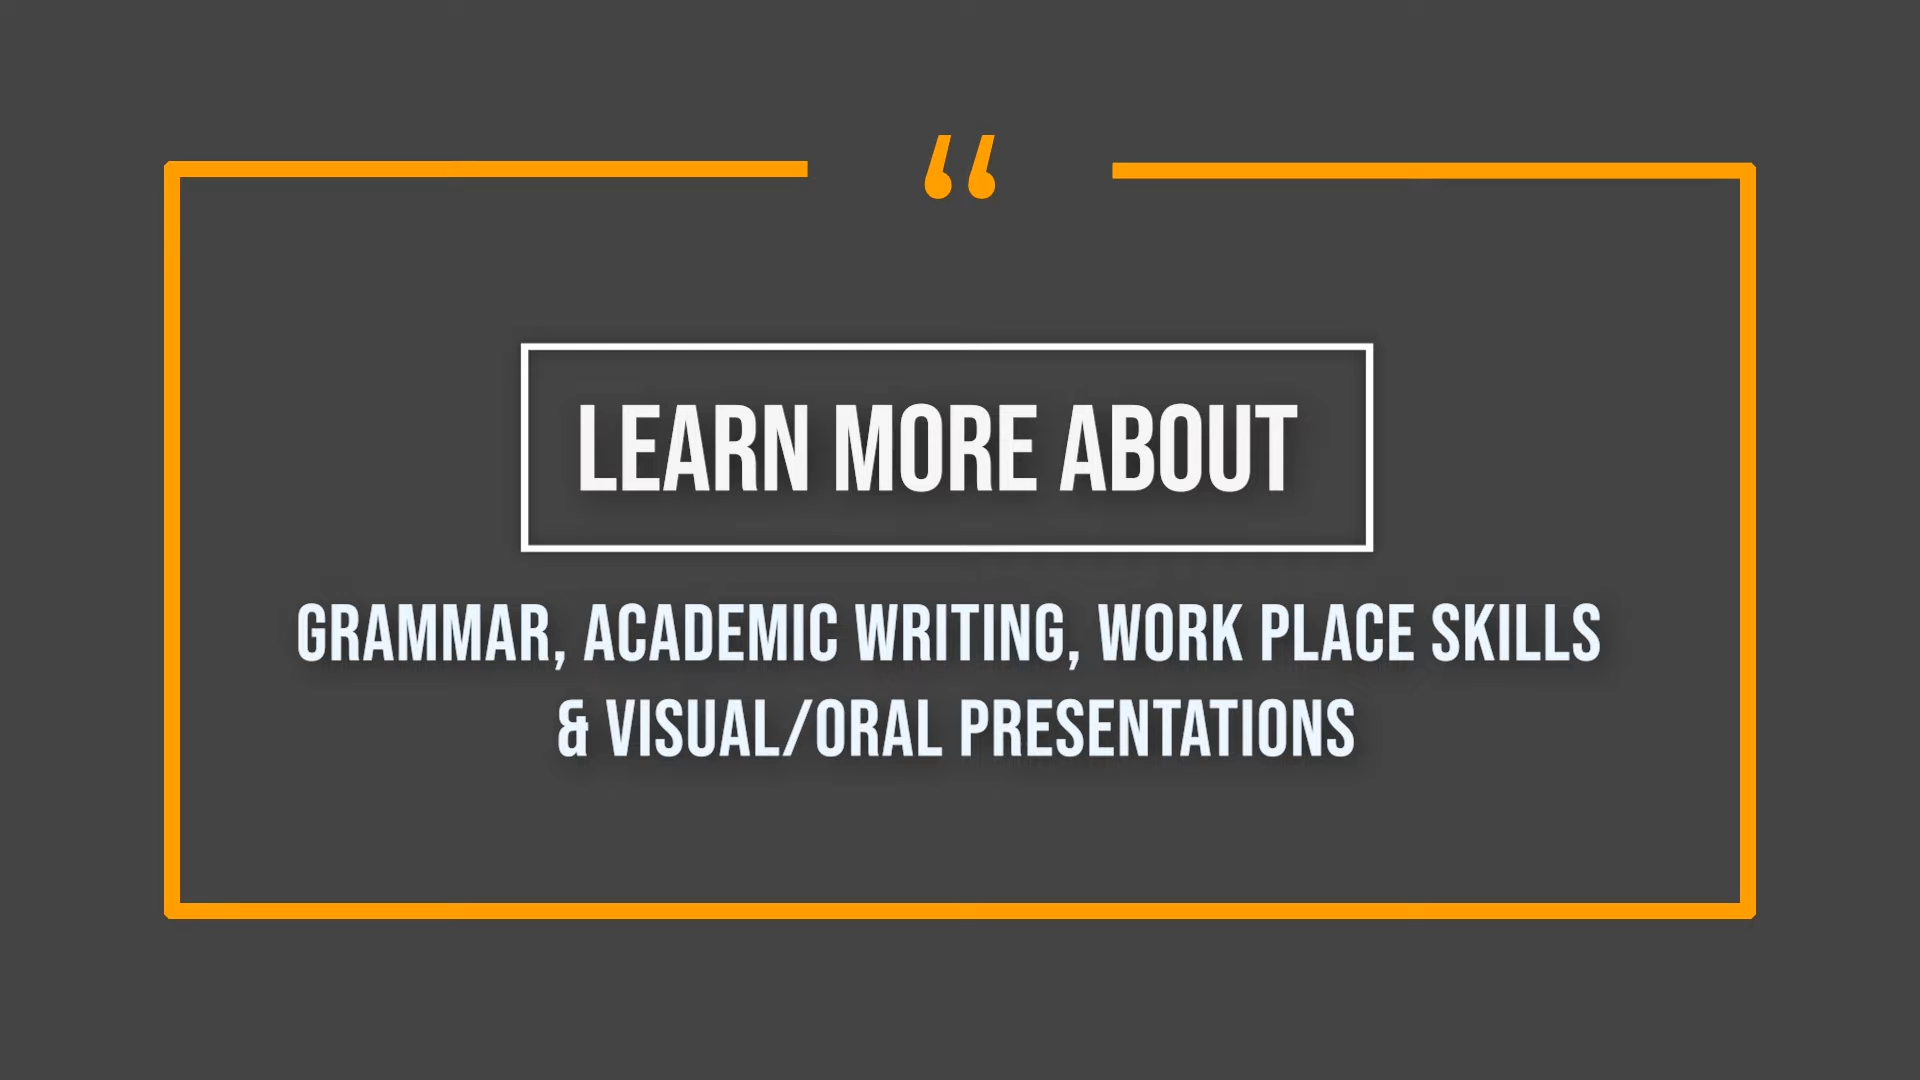 “
LEARN MORE ABOUT
GRAMMAR, ACADEMIC WRITING, WORK PLACE SKILLS
& VISUAL/ORAL PRESENTATIONS